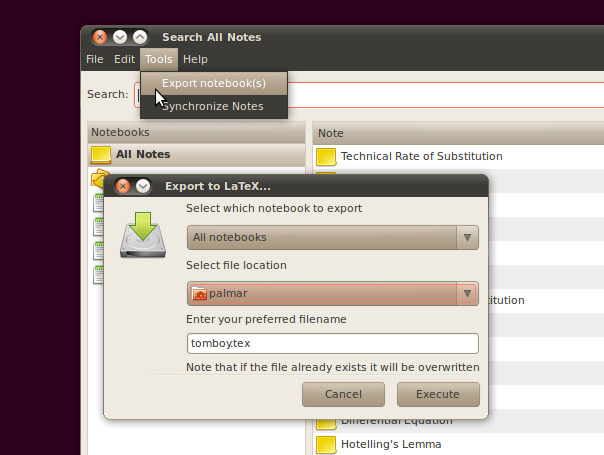 Search All Notes
File Edit Tools Help
Export notebook(s)
Search:
Synchronize Notes
Notebooks
Note
All Notes
Technical Rate of Substitution
Export to LaTeX...
Select which notebook to export
All notebooks
Select file location
palmar
itution
Enter your preferred filename
tomboy.tex
Note that if the file already exists it will be overwritten
Cancel
Execute
Differential Equation
Hotelling's Lemma